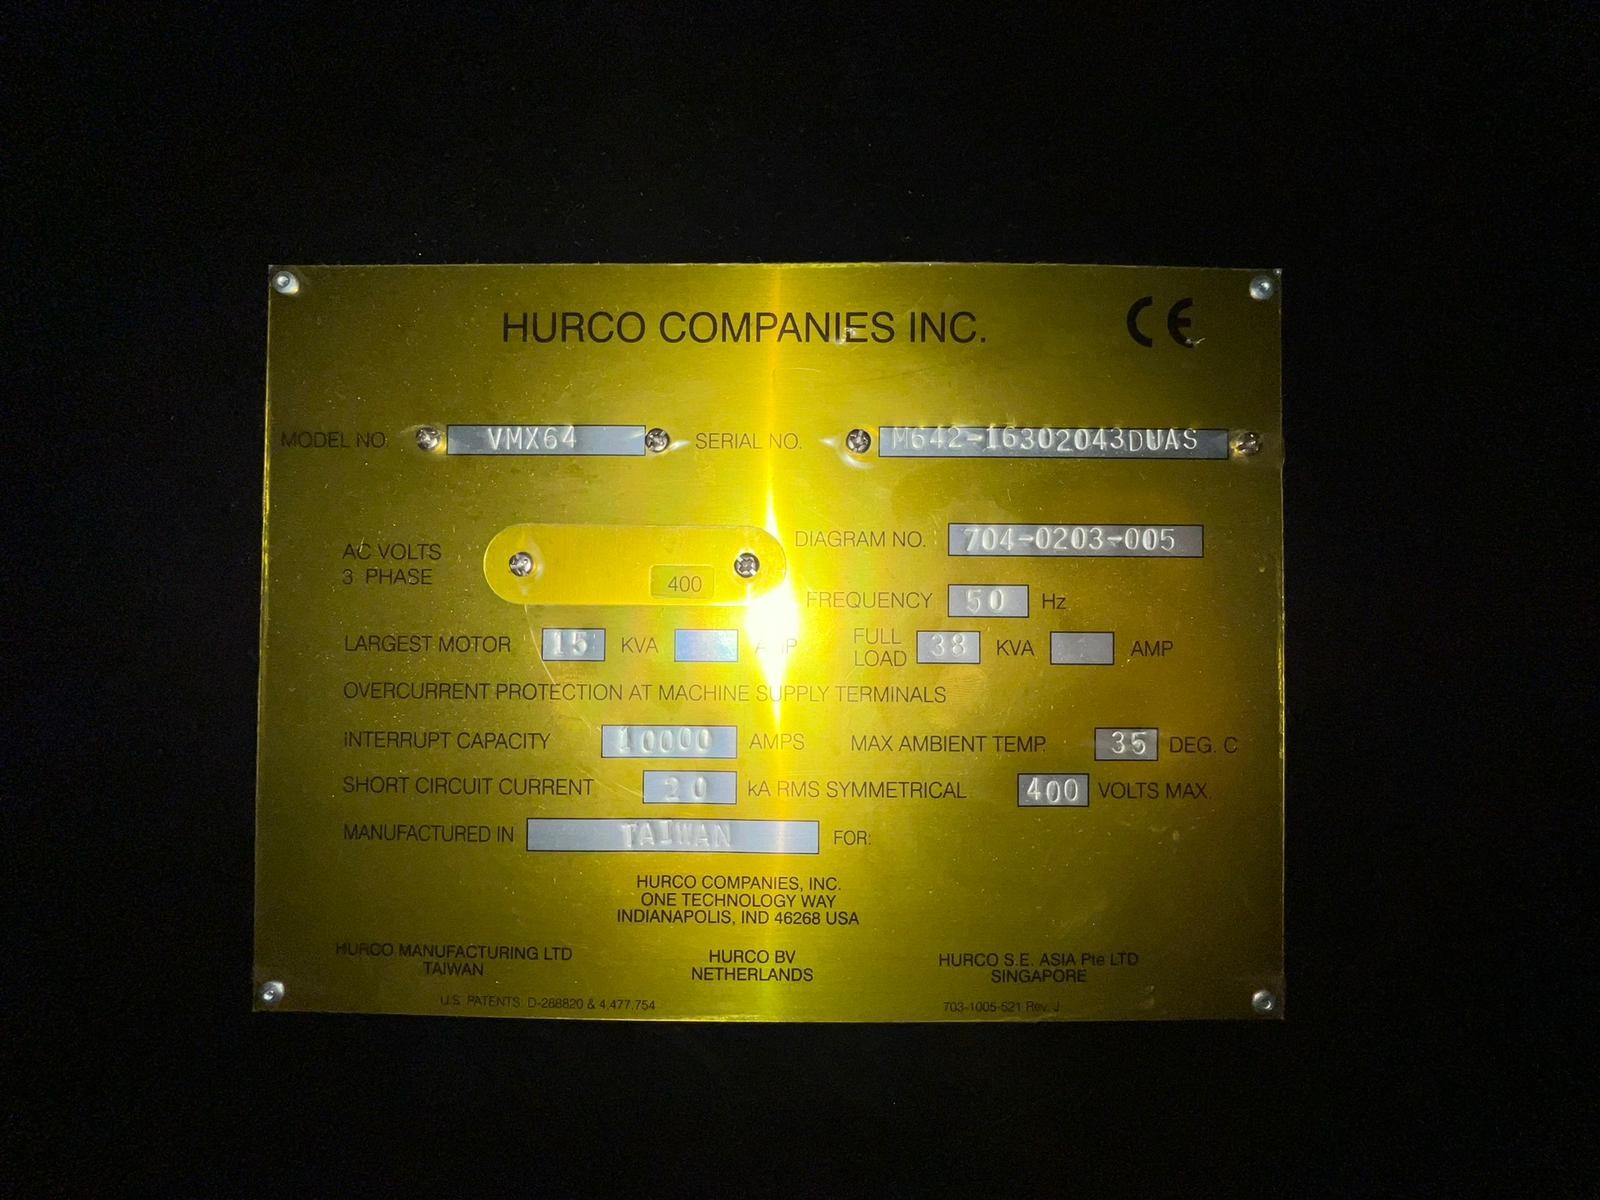 HURCO COMPANIES INC. CE
MODEL NO. VMX64 SERIAL NO. M642-16302043DUAS
AC VOLTS
3 PHASE
400
DIAGRAM NO. 704-0203-005
FREQUENCY 50 Hz
LARGEST MOTOR 15 KVA AMP
FULL LOAD 38 KVA AMP
OVERCURRENT PROTECTION AT MACHINE SUPPLY TERMINALS
INTERRUPT CAPACITY 10000 AMPS MAX AMBIENT TEMP. 35 DEG. C
SHORT CIRCUIT CURRENT 20 kA RMS SYMMETRICAL 400 VOLTS MAX.
MANUFACTURED IN TAIWAN FOR:
HURCO COMPANIES, INC.
ONE TECHNOLOGY WAY
INDIANAPOLIS, IND 46268 USA
HURCO MANUFACTURING LTD
TAIWAN
HURCO BV
NETHERLANDS
HURCO S.E. ASIA Pte LTD
SINGAPORE
U.S. PATENTS: D-288820 & 4,477,754
703-1005-521 Rev. J